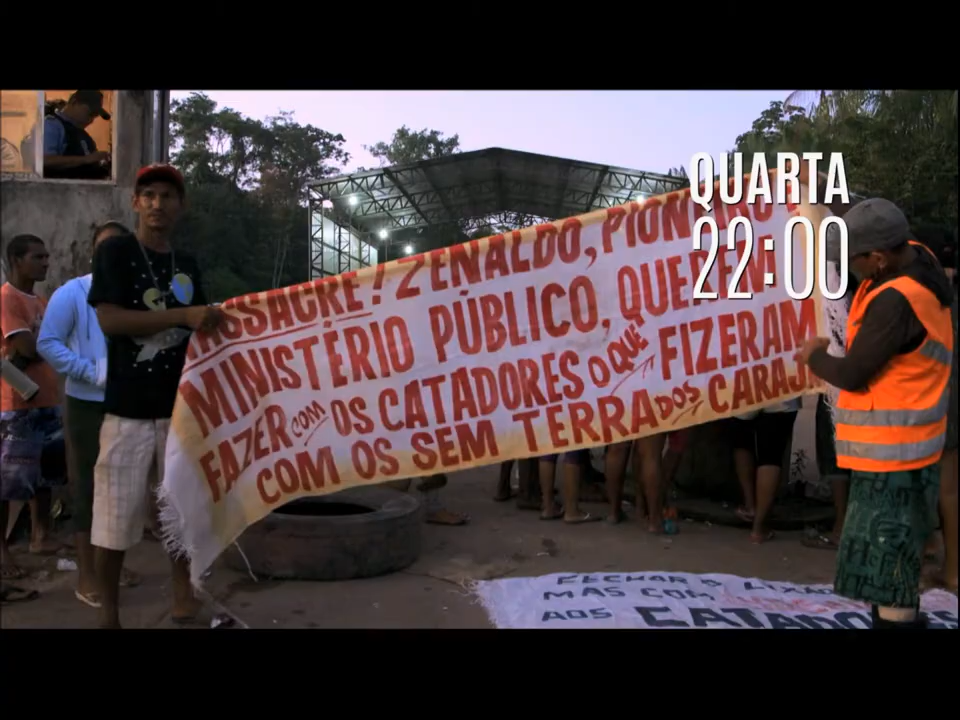 QUARTA
22:00
MASSACRE! ZENALDO, PIONEIRO E
MINISTÉRIO PÚBLICO, QUEREM
FAZER COM OS CATADORES O QUE FIZERAM
COM OS SEM TERRA DOS CARAJÁS
FECHAR O LIXÃO
MAS COM
AOS CATADORES